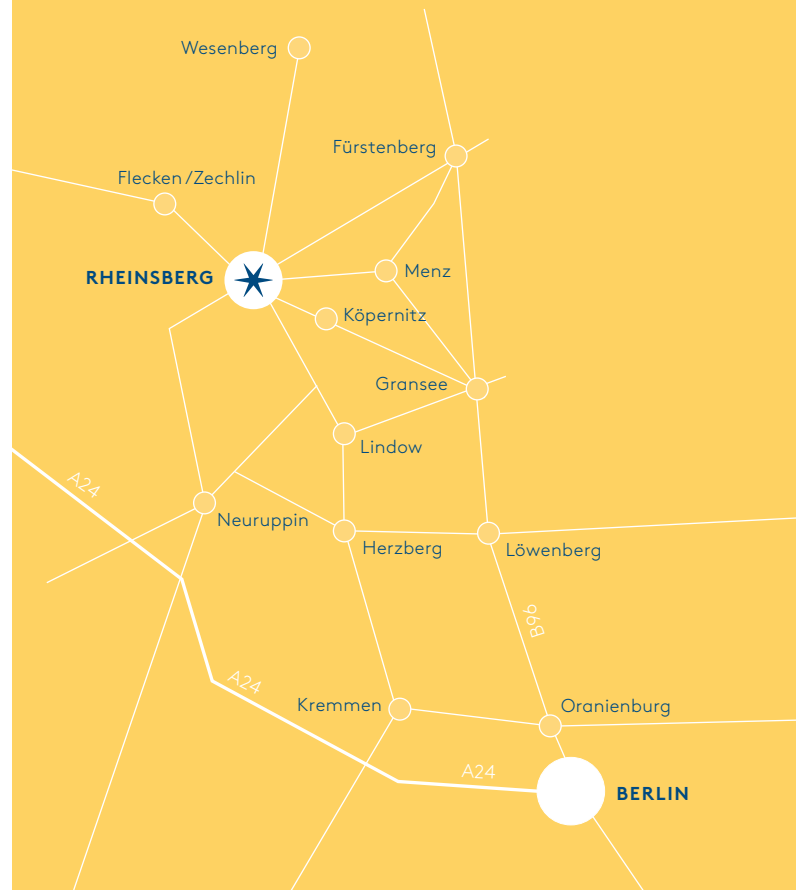 Wesenberg
Fürstenberg
Flecken/Zechlin
RHEINSBERG
Menz
Köpernitz
Gransee
Lindow
A24
Neuruppin
Herzberg
Löwenberg
B96
A24
Kremmen
Oranienburg
A24
BERLIN